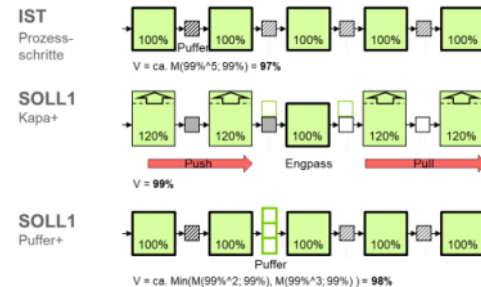 IST
Prozess-
schritte
100% 100% 100% 100% 100%
Puffer
V = ca. M(99%^5; 99%) = 97%
SOLL1
Kapa+
120% 120% 100% 120% 120%
Push Engpass Pull
V = 99%
SOLL1
Puffer+
100% 100% 100% 100% 100%
Puffer
V = ca. Min(M(99%^2; 99%), M(99%^3; 99%) ) = 98%